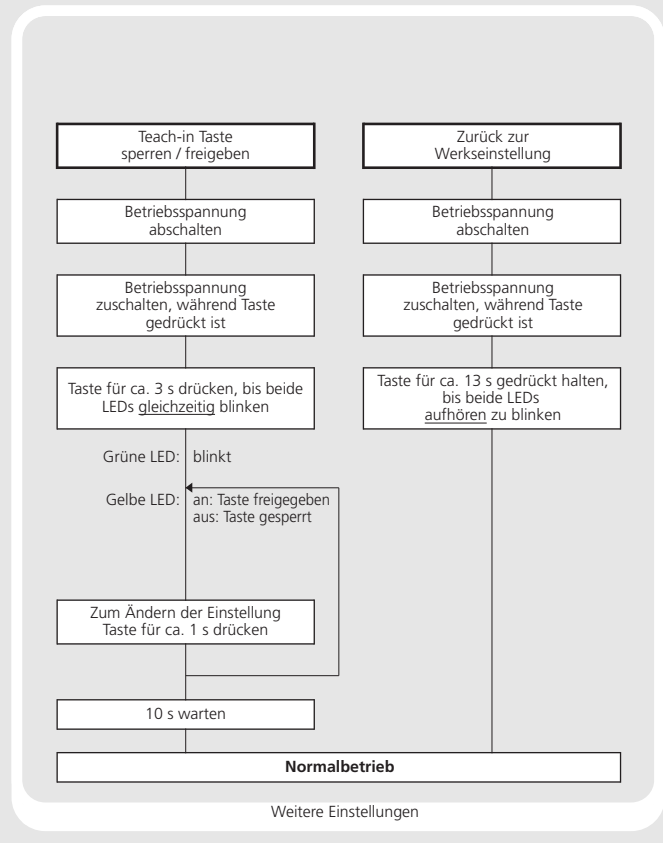 Teach-in Taste
sperren / freigeben
Betriebsspannung
abschalten
Betriebsspannung
zuschalten, während Taste
gedrückt ist
Taste für ca. 3 s drücken, bis beide
LEDs gleichzeitig blinken
Grüne LED: blinkt
Gelbe LED: an: Taste freigegeben
aus: Taste gesperrt
Zum Ändern der Einstellung
Taste für ca. 1 s drücken
10 s warten
Zurück zur
Werkseinstellung
Betriebsspannung
abschalten
Betriebsspannung
zuschalten, während Taste
gedrückt ist
Taste für ca. 13 s gedrückt halten,
bis beide LEDs
aufhören zu blinken
Normalbetrieb
Weitere Einstellungen